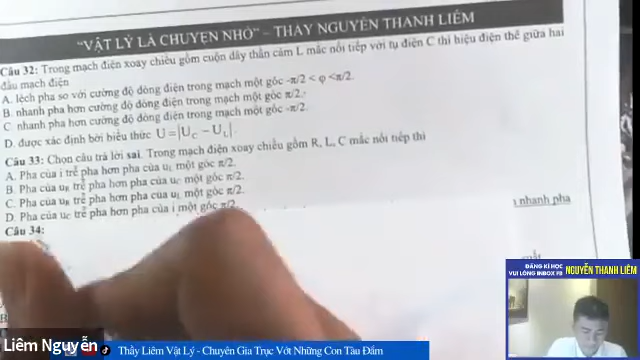 “VẬT LÝ LÀ CHUYỆN NHỎ” – THẦY NGUYỄN THANH LIÊM
Câu 32: Trong mạch điện xoay chiều gồm cuộn dây thuần cảm L mắc nối tiếp với tụ điện C thì hiệu điện thế giữa hai
đầu mạch điện
A. lệch pha so với cường độ dòng điện trong mạch một góc -π/2 < φ <π/2.
B. nhanh pha hơn cường độ dòng điện trong mạch một góc π/2.
C. nhanh pha hơn cường độ dòng điện trong mạch một góc -π/2.
D. được xác định bởi biểu thức U=|U_C − U_L|.
Câu 33: Chọn câu trả lời sai. Trong mạch điện xoay chiều gồm R, L, C mắc nối tiếp thì
A. Pha của i trễ pha hơn pha của u_L một góc π/2.
B. Pha của u_R trễ pha hơn pha của u_C một góc π/2.
C. Pha của u_R trễ pha hơn pha của u_L một góc π/2.
D. Pha của u_C trễ pha hơn pha của i một góc π/2.
nhanh pha
Câu 34:
ĐĂNG KÍ HỌC
VUI LÒNG INBOX FB
NGUYỄN THANH LIÊM
Liêm Nguyễn
Thầy Liêm Vật Lý - Chuyên Gia Trục Vớt Những Con Tàu Đắm